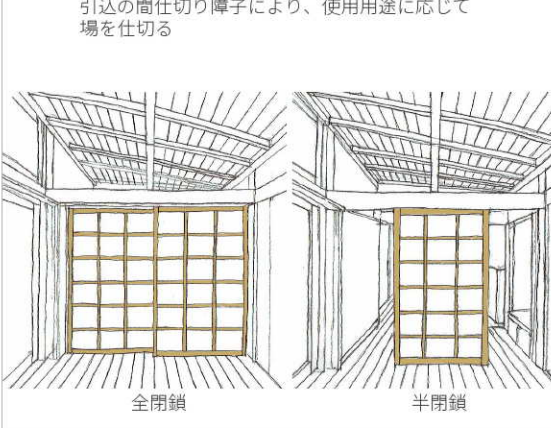 引込の間仕切り障子により、使用用途に応じて
場を仕切る
全閉鎖
半閉鎖